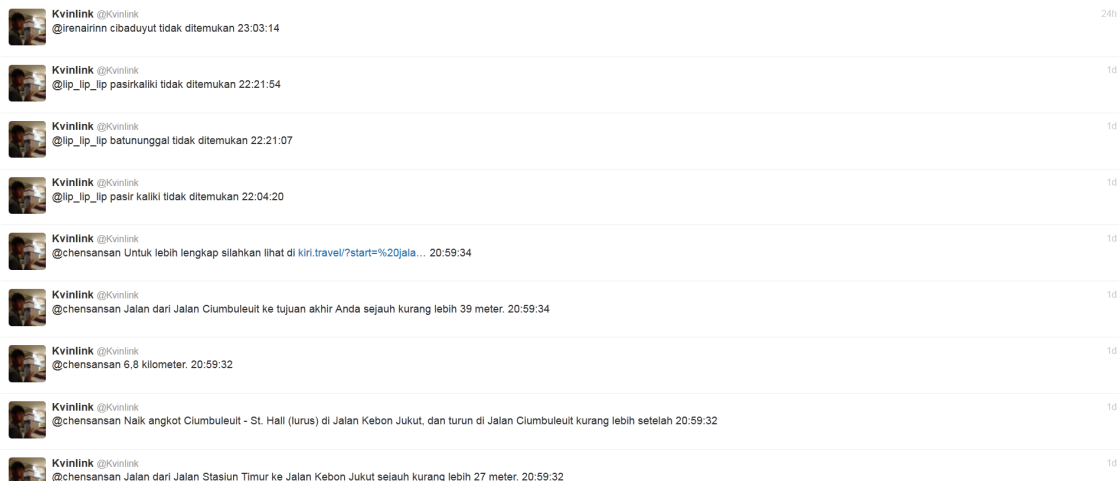 Kvinlink @Kvinlink 24h
@irenairinn cibaduyut tidak ditemukan 23:03:14
Kvinlink @Kvinlink 1d
@lip_lip_lip pasirkaliki tidak ditemukan 22:21:54
Kvinlink @Kvinlink 1d
@lip_lip_lip batununggal tidak ditemukan 22:21:07
Kvinlink @Kvinlink 1d
@lip_lip_lip pasir kaliki tidak ditemukan 22:04:20
Kvinlink @Kvinlink 1d
@chensansan Untuk lebih lengkap silahkan lihat di kiri.travel/?start=%20jala… 20:59:34
Kvinlink @Kvinlink 1d
@chensansan Jalan dari Jalan Ciumbuleuit ke tujuan akhir Anda sejauh kurang lebih 39 meter. 20:59:34
Kvinlink @Kvinlink 1d
@chensansan 6,8 kilometer. 20:59:32
Kvinlink @Kvinlink 1d
@chensansan Naik angkot Ciumbuleuit - St. Hall (lurus) di Jalan Kebon Jukut, dan turun di Jalan Ciumbuleuit kurang lebih setelah 20:59:32
Kvinlink @Kvinlink 1d
@chensansan Jalan dari Jalan Stasiun Timur ke Jalan Kebon Jukut sejauh kurang lebih 27 meter. 20:59:32